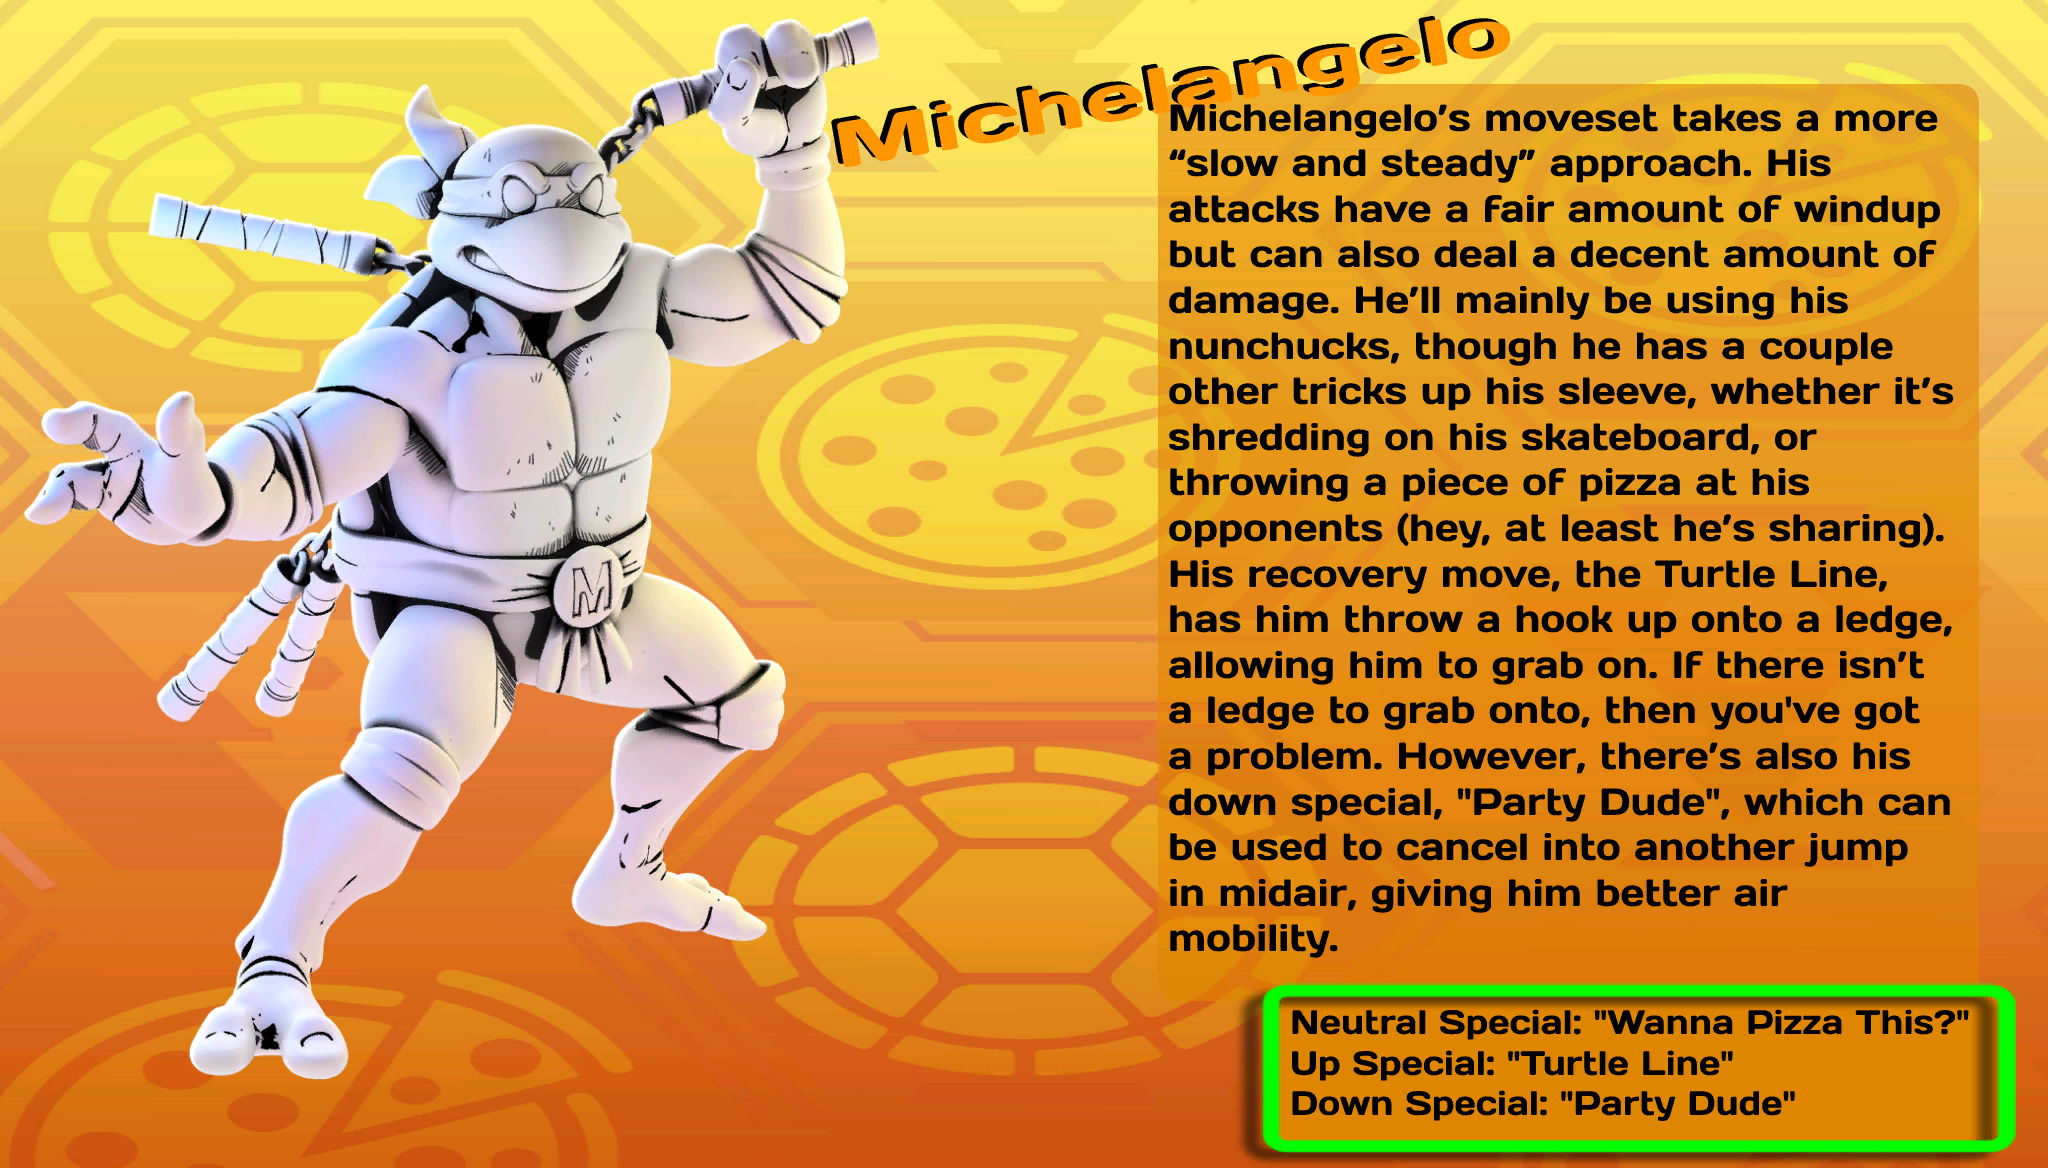 Michelangelo
Michelangelo’s moveset takes a more
“slow and steady” approach. His
attacks have a fair amount of windup
but can also deal a decent amount of
damage. He’ll mainly be using his
nunchucks, though he has a couple
other tricks up his sleeve, whether it’s
shredding on his skateboard, or
throwing a piece of pizza at his
opponents (hey, at least he’s sharing).
His recovery move, the Turtle Line,
has him throw a hook up onto a ledge,
allowing him to grab on. If there isn’t
a ledge to grab onto, then you've got
a problem. However, there’s also his
down special, "Party Dude", which can
be used to cancel into another jump
in midair, giving him better air
mobility.
M
Neutral Special: "Wanna Pizza This?"
Up Special: "Turtle Line"
Down Special: "Party Dude"